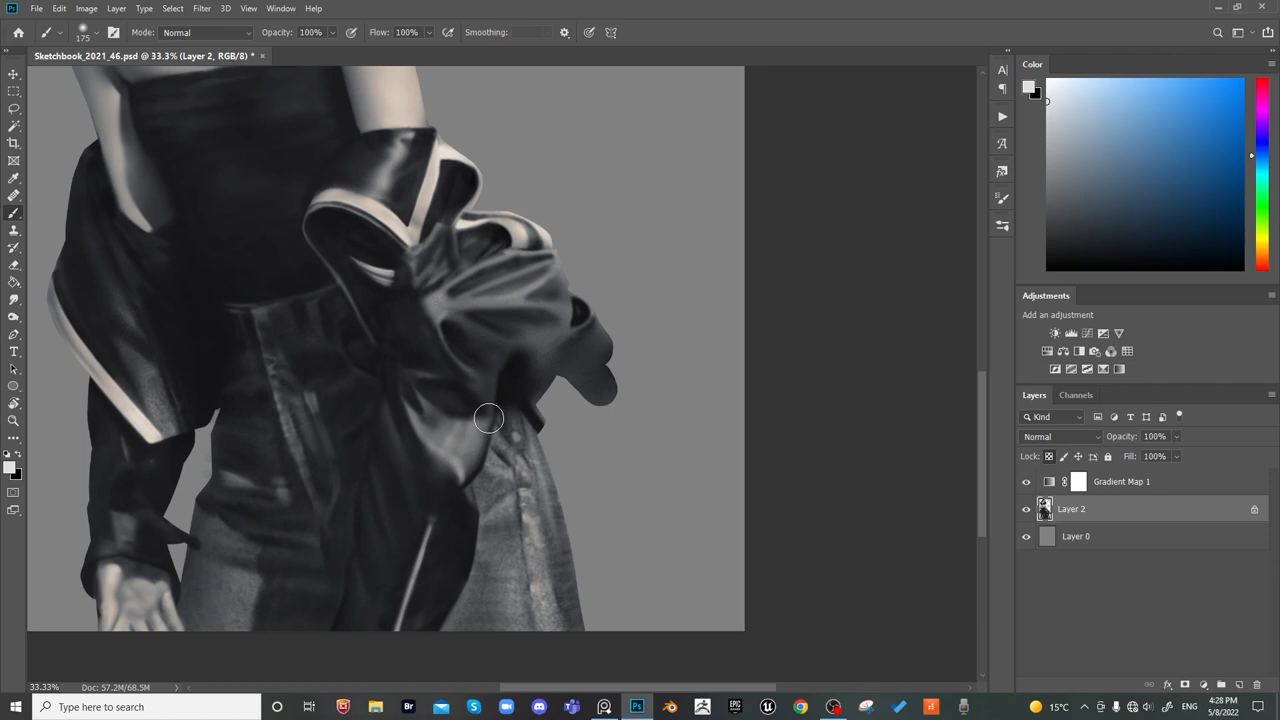 File Edit Image Layer Type Select Filter 3D View Window Help
175 Mode: Normal Opacity: 100% Flow: 100% Smoothing:
Sketchbook_2021_46.psd @ 33.3% (Layer 2, RGB/8) *
Color
Adjustments
Add an adjustment
Layers Channels
Kind
Normal Opacity: 100%
Lock: Fill: 100%
Gradient Map 1
Layer 2
Layer 0
33.33% Doc: 57.2M/68.5M
Type here to search
15°C
ENG
4:28 PM
5/8/2022